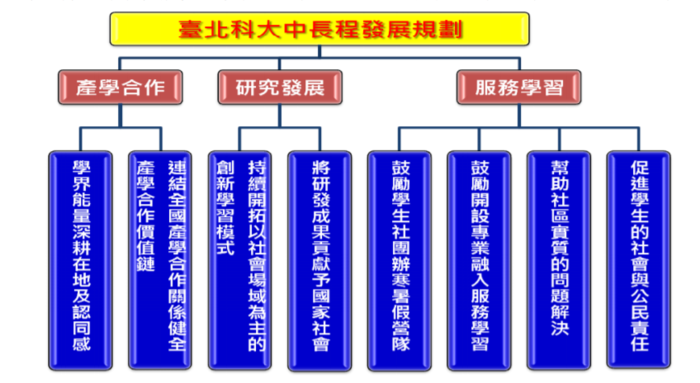 臺北科大中長程發展規劃
產學合作
研究發展
服務學習
學界能量深耕在地及認同感
連結全國產學合作關係健全
產學合作價值鏈
持續開拓以社會場域為主的
創新學習模式
將研發成果貢獻予國家社會
鼓勵學生社團辦寒暑假營隊
鼓勵開設專業融入服務學習
幫助社區實質的問題解決
促進學生的社會與公民責任